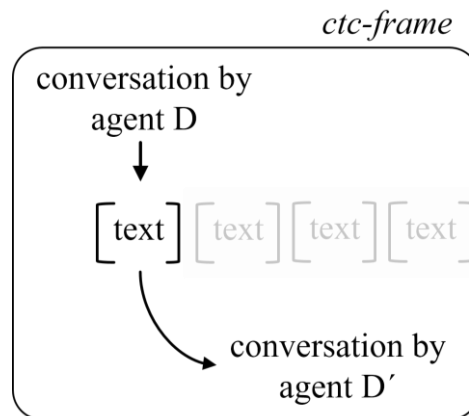 ctc-frame
conversation by
agent D
[text] [text] [text] [text]
conversation by
agent D´